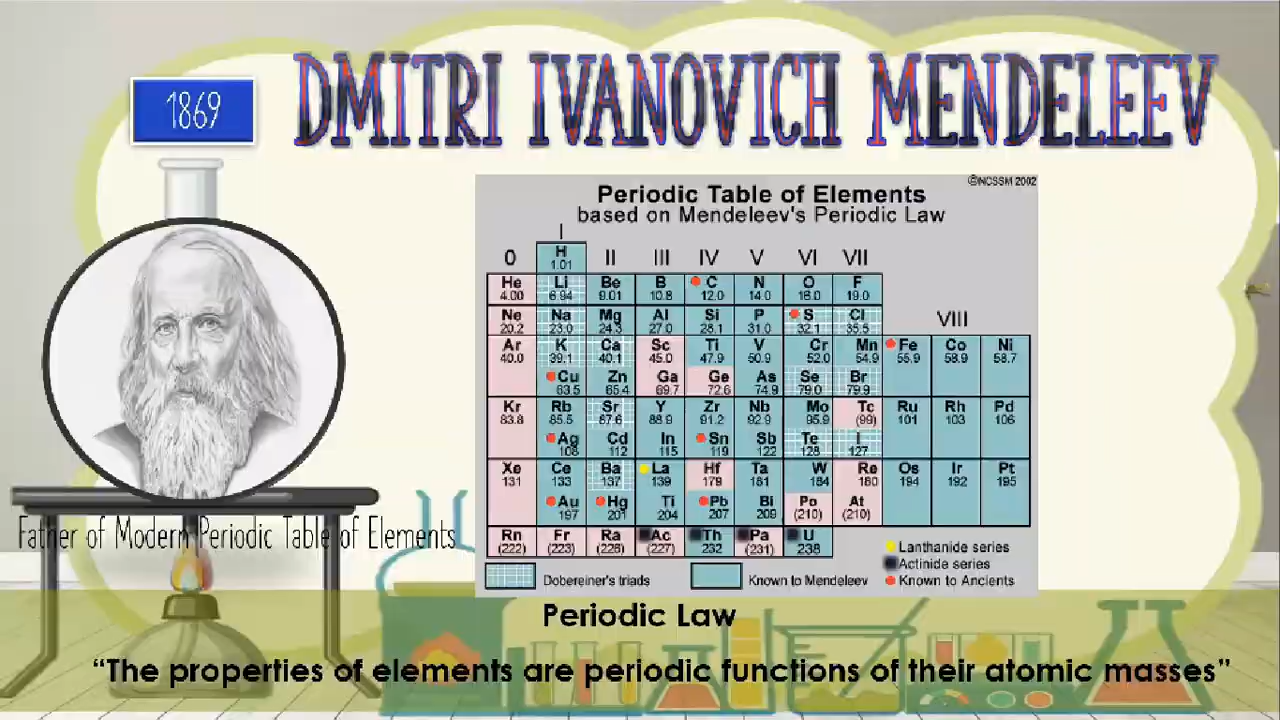 DMITRI IVANOVICH MENDELEEV
1869
©NCSSM 2002
Periodic Table of Elements
based on Mendeleev's Periodic Law
I
0 II III IV V VI VII
H
1.01
He Li Be B C N O F
4.00 6.94 9.01 10.8 12.0 14.0 16.0 19.0
VIII
Ne Na Mg Al Si P S Cl
20.2 23.0 24.3 27.0 28.1 31.0 32.1 35.5
Ar K Ca Sc Ti V Cr Mn Fe Co Ni
40.0 39.1 40.1 45.0 47.9 50.9 52.0 54.9 55.9 58.9 58.7
Cu Zn Ga Ge As Se Br
63.5 65.4 69.7 72.6 74.9 79.0 79.9
Kr Rb Sr Y Zr Nb Mo Tc Ru Rh Pd
83.8 85.5 87.6 88.9 91.2 92.9 95.9 (99) 101 103 106
Ag Cd In Sn Sb Te I
108 112 115 119 122 128 127
Xe Ce Ba La Hf Ta W Re Os Ir Pt
131 133 137 139 179 181 184 180 194 192 195
Au Hg Ti Pb Bi Po At
197 201 204 207 209 (210) (210)
Rn Fr Ra Ac Th Pa U
(222) (223) (226) (227) 232 (231) 238
Lanthanide series
Actinide series
Dobereiner's triads Known to Mendeleev Known to Ancients
Father of Modern Periodic Table of Elements
Periodic Law
“The properties of elements are periodic functions of their atomic masses”